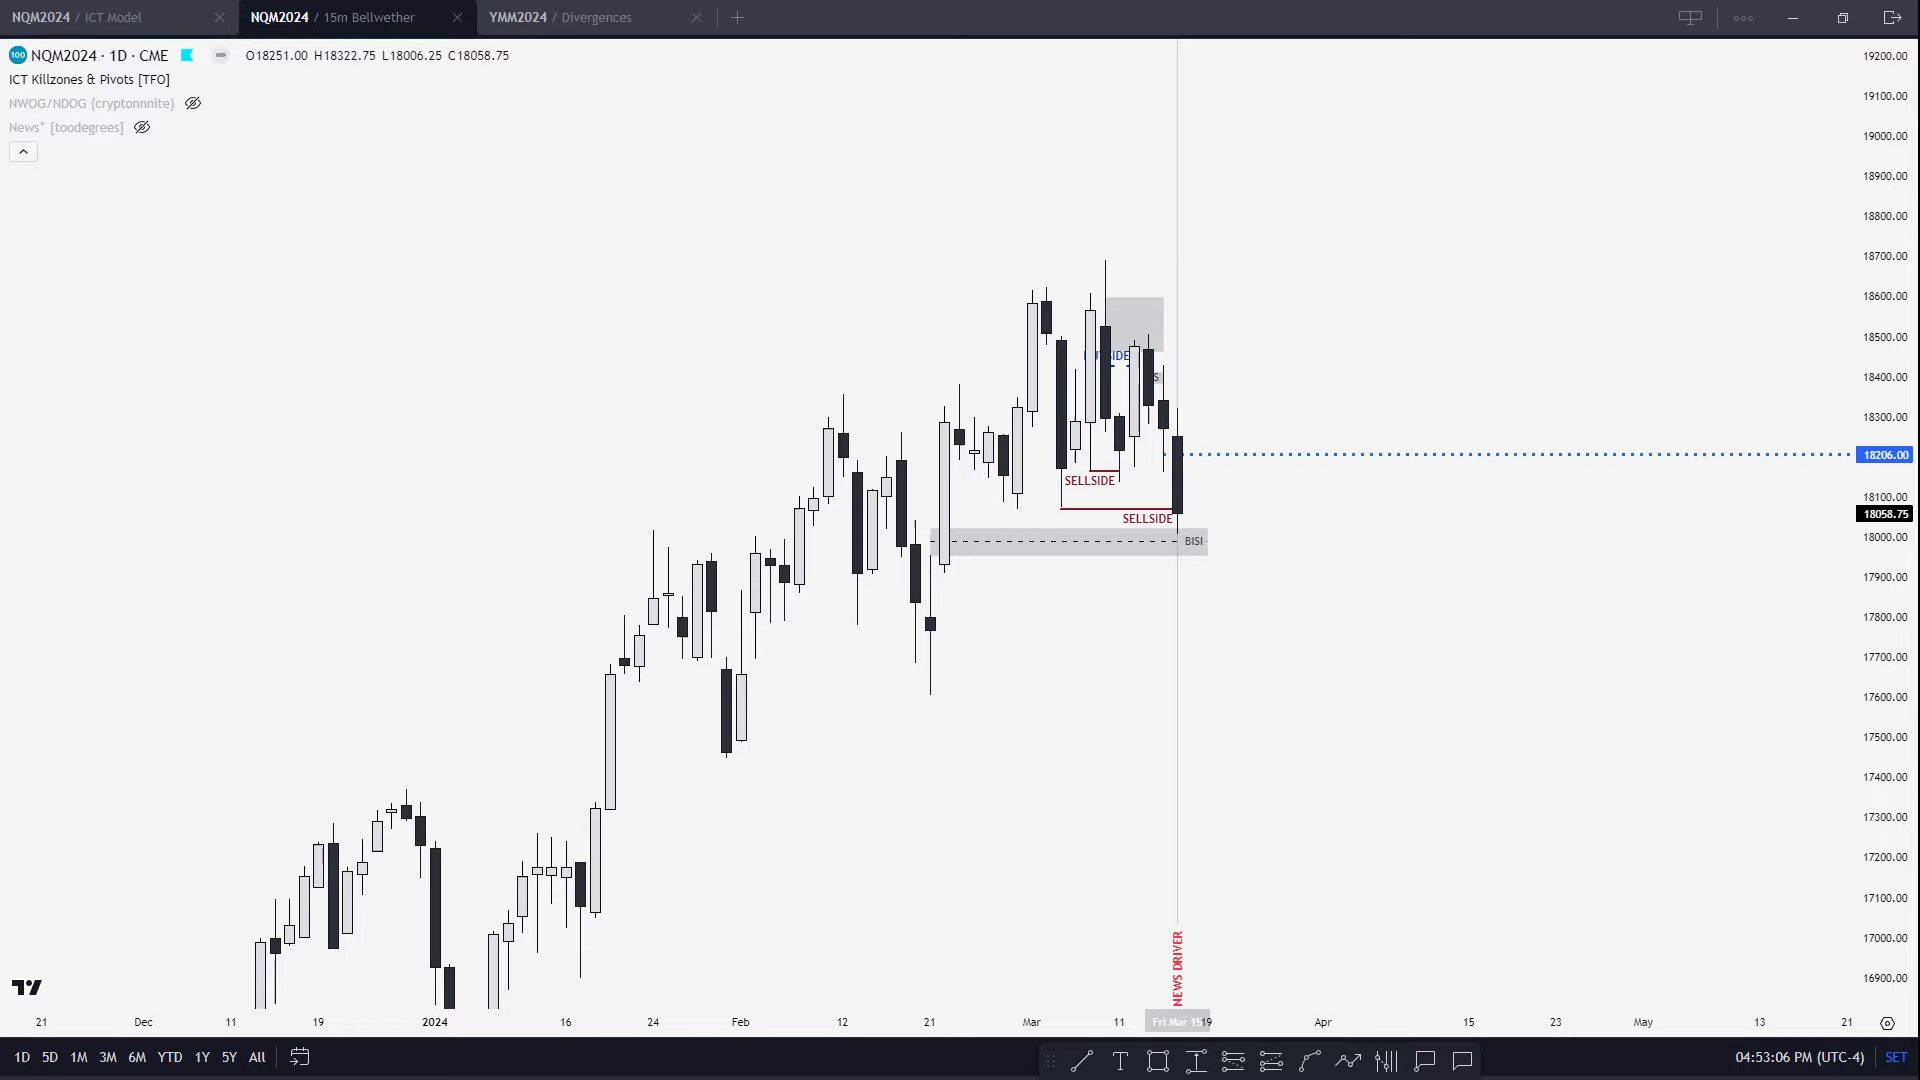 NQM2024 / ICT Model
NQM2024 / 15m Bellwether
YMM2024 / Divergences
100 NQM2024 · 1D · CME
O18251.00 H18322.75 L18006.25 C18058.75
ICT Killzones & Pivots [TFO]
NWOG/NDOG (cryptonnnite)
News° [toodegrees]
19200.00
19100.00
19000.00
18900.00
18800.00
18700.00
18600.00
18500.00
18400.00
18300.00
18206.00
18100.00
18058.75
18000.00
17900.00
17800.00
17700.00
17600.00
17500.00
17400.00
17300.00
17200.00
17100.00
17000.00
16900.00
SELLSIDE
SELLSIDE
BISI
NEWS DRIVER
21 Dec 11 19 2024 16 24 Feb 12 21 Mar 11 Fri Mar 15 19 Apr 15 23 May 13 21
1D 5D 1M 3M 6M YTD 1Y 5Y All
04:53:06 PM (UTC-4) SET